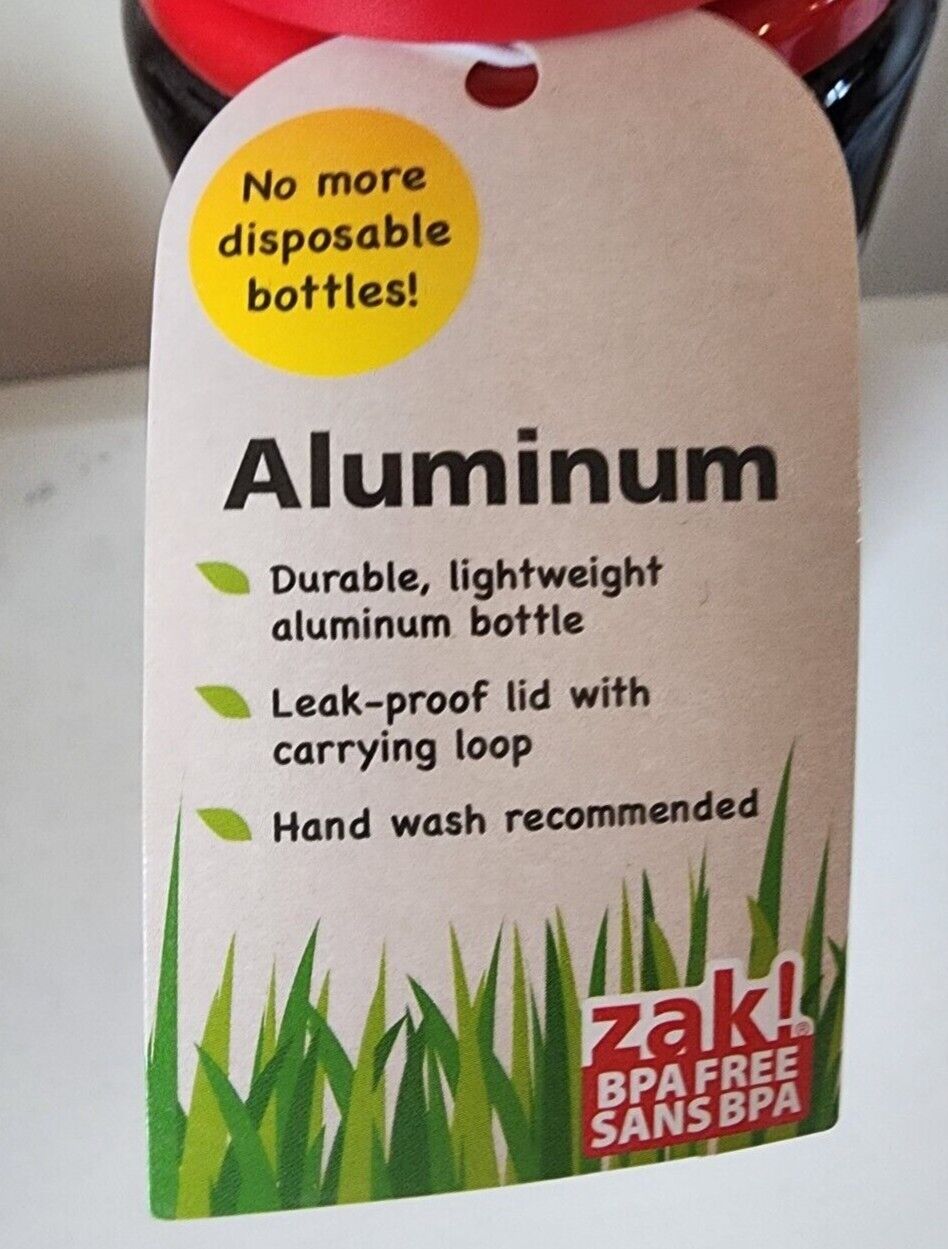 No more
disposable
bottles!
Aluminum
Durable, lightweight
aluminum bottle
Leak-proof lid with
carrying loop
Hand wash recommended
zak!®
BPA FREE
SANS BPA